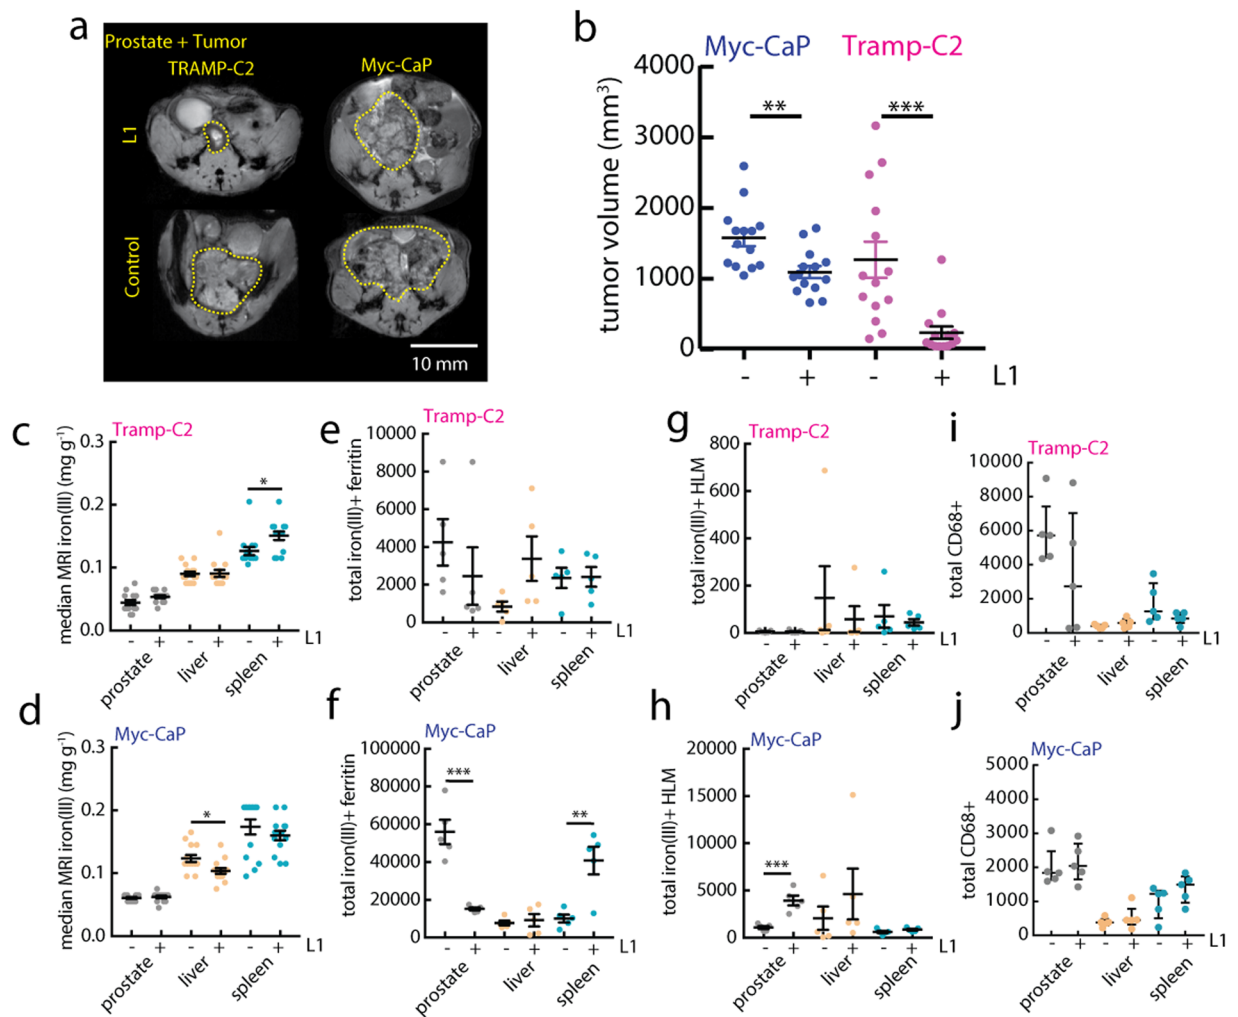 a
Prostate + Tumor
TRAMP-C2
Myc-CaP
L1
Control
10 mm
b
Myc-CaP
Tramp-C2
tumor volume (mm³)
4000
3000
2000
1000
0
**
***
- + - + L1
c
Tramp-C2
median MRI iron(III) (mg g⁻¹)
0.3
0.2
0.1
0.0
*
- + - + - + L1
prostate liver spleen
e
Tramp-C2
total iron(III)+ ferritin
10000
8000
6000
4000
2000
0
- + - + - + L1
prostate liver spleen
g
Tramp-C2
total iron(III)+ HLM
800
600
400
200
0
- + - + - + L1
prostate liver spleen
i
Tramp-C2
total CD68+
10000
8000
6000
4000
2000
0
- + - + - + L1
prostate liver spleen
d
Myc-CaP
median MRI iron(III) (mg g⁻¹)
0.3
0.2
0.1
0.0
*
- + - + - + L1
prostate liver spleen
f
Myc-CaP
total iron(III)+ ferritin
100000
80000
60000
40000
20000
0
***
**
- + - + - + L1
prostate liver spleen
h
Myc-CaP
total iron(III)+ HLM
20000
15000
10000
5000
0
***
- + - + - + L1
prostate liver spleen
j
Myc-CaP
total CD68+
5000
4000
3000
2000
1000
0
- + - + - + L1
prostate liver spleen